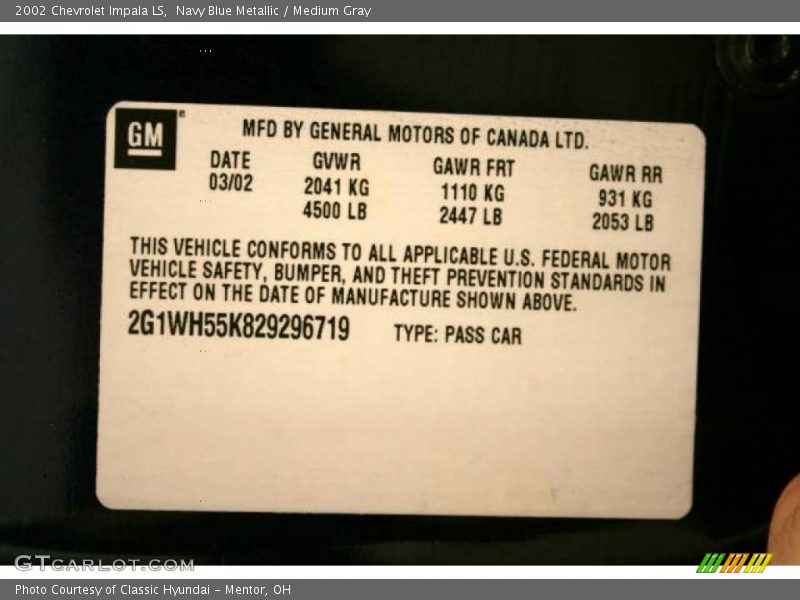 2002 Chevrolet Impala LS,  Navy Blue Metallic / Medium Gray
GM®
MFD BY GENERAL MOTORS OF CANADA LTD.
DATE GVWR GAWR FRT GAWR RR
03/02 2041 KG 1110 KG 931 KG
4500 LB 2447 LB 2053 LB
THIS VEHICLE CONFORMS TO ALL APPLICABLE U.S. FEDERAL MOTOR
VEHICLE SAFETY, BUMPER, AND THEFT PREVENTION STANDARDS IN
EFFECT ON THE DATE OF MANUFACTURE SHOWN ABOVE.
2G1WH55K829296719 TYPE: PASS CAR
GTCARLOT.COM
Photo Courtesy of Classic Hyundai - Mentor, OH